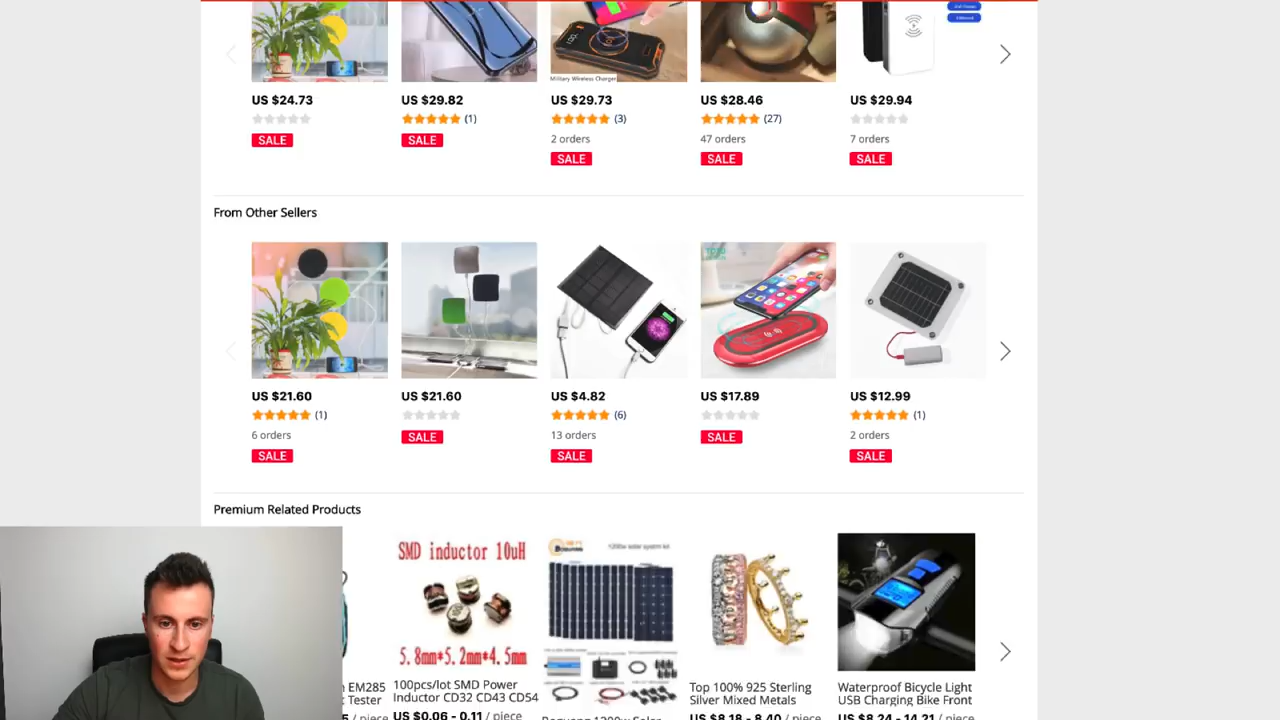 Military Wireless Charger
US $24.73
US $29.82
US $29.73
US $28.46
US $29.94
(1)
(3)
(27)
2 orders
47 orders
7 orders
SALE
SALE
SALE
SALE
SALE
From Other Sellers
US $21.60
US $21.60
US $4.82
US $17.89
US $12.99
(1)
(6)
(1)
6 orders
13 orders
2 orders
SALE
SALE
SALE
SALE
SALE
Premium Related Products
SMD inductor 10uH
5.8mm*5.2mm*4.5mm
1200w solar system kit
EM285
Tester
/ piece
100pcs/lot SMD Power
Inductor CD32 CD43 CD54
US $0.06 - 0.11 / piece
Top 100% 925 Sterling
Silver Mixed Metals
US $8.18 - 8.40 / piece
Waterproof Bicycle Light
USB Charging Bike Front
US $8.24 - 14.21 / piece